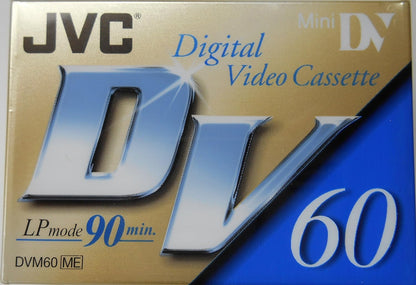 JVC®
Mini DV
Digital
Video Cassette
DV
LP mode 90 min.
60
DVM60 ME